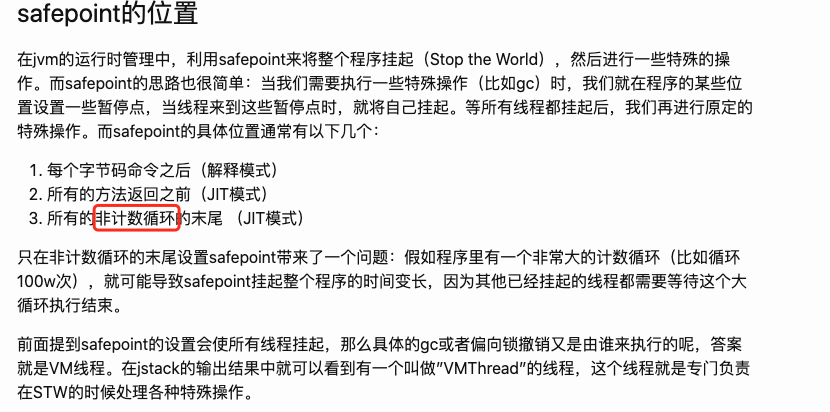 safepoint的位置
在jvm的运行时管理中，利用safepoint来将整个程序挂起（Stop the World），然后进行一些特殊的操
作。而safepoint的思路也很简单：当我们需要执行一些特殊操作（比如gc）时，我们就在程序的某些位
置设置一些暂停点，当线程来到这些暂停点时，就将自己挂起。等所有线程都挂起后，我们再进行原定的
特殊操作。而safepoint的具体位置通常有以下几个：
1. 每个字节码命令之后（解释模式）
2. 所有的方法返回之前（JIT模式）
3. 所有的非计数循环的末尾 （JIT模式）
只在非计数循环的末尾设置safepoint带来了一个问题：假如程序里有一个非常大的计数循环（比如循环
100w次），就可能导致safepoint挂起整个程序的时间变长，因为其他已经挂起的线程都需要等待这个大
循环执行结束。
前面提到safepoint的设置会使所有线程挂起，那么具体的gc或者偏向锁撤销又是由谁来执行的呢，答案
就是VM线程。在jstack的输出结果中就可以看到有一个叫做”VMThread”的线程，这个线程就是专门负责
在STW的时候处理各种特殊操作。